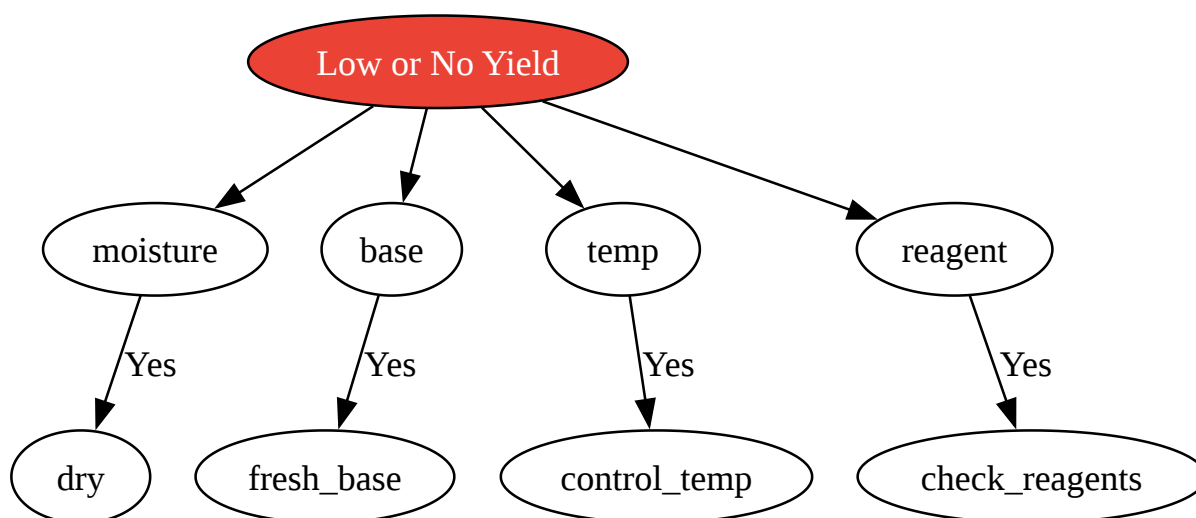 Low or No Yield
moisture
base
temp
reagent
Yes
Yes
Yes
Yes
dry
fresh_base
control_temp
check_reagents